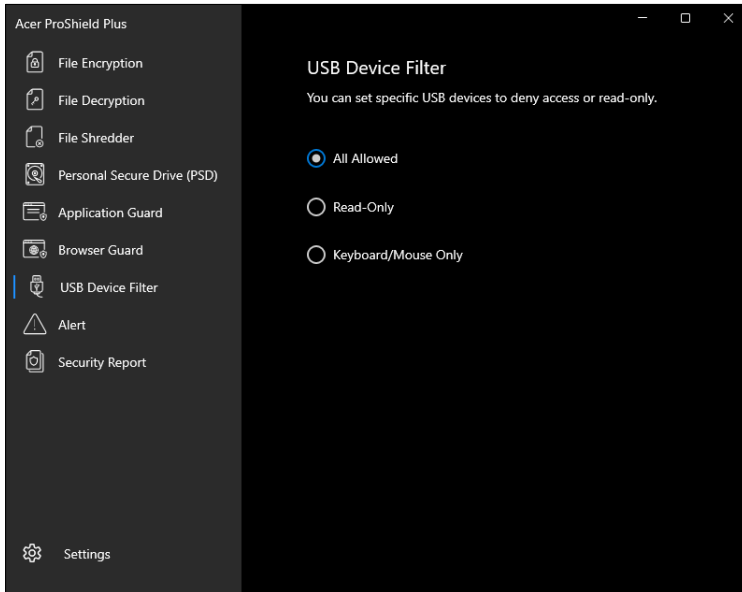 Acer ProShield Plus
File Encryption
File Decryption
File Shredder
Personal Secure Drive (PSD)
Application Guard
Browser Guard
USB Device Filter
Alert
Security Report
Settings
USB Device Filter
You can set specific USB devices to deny access or read-only.
All Allowed
Read-Only
Keyboard/Mouse Only